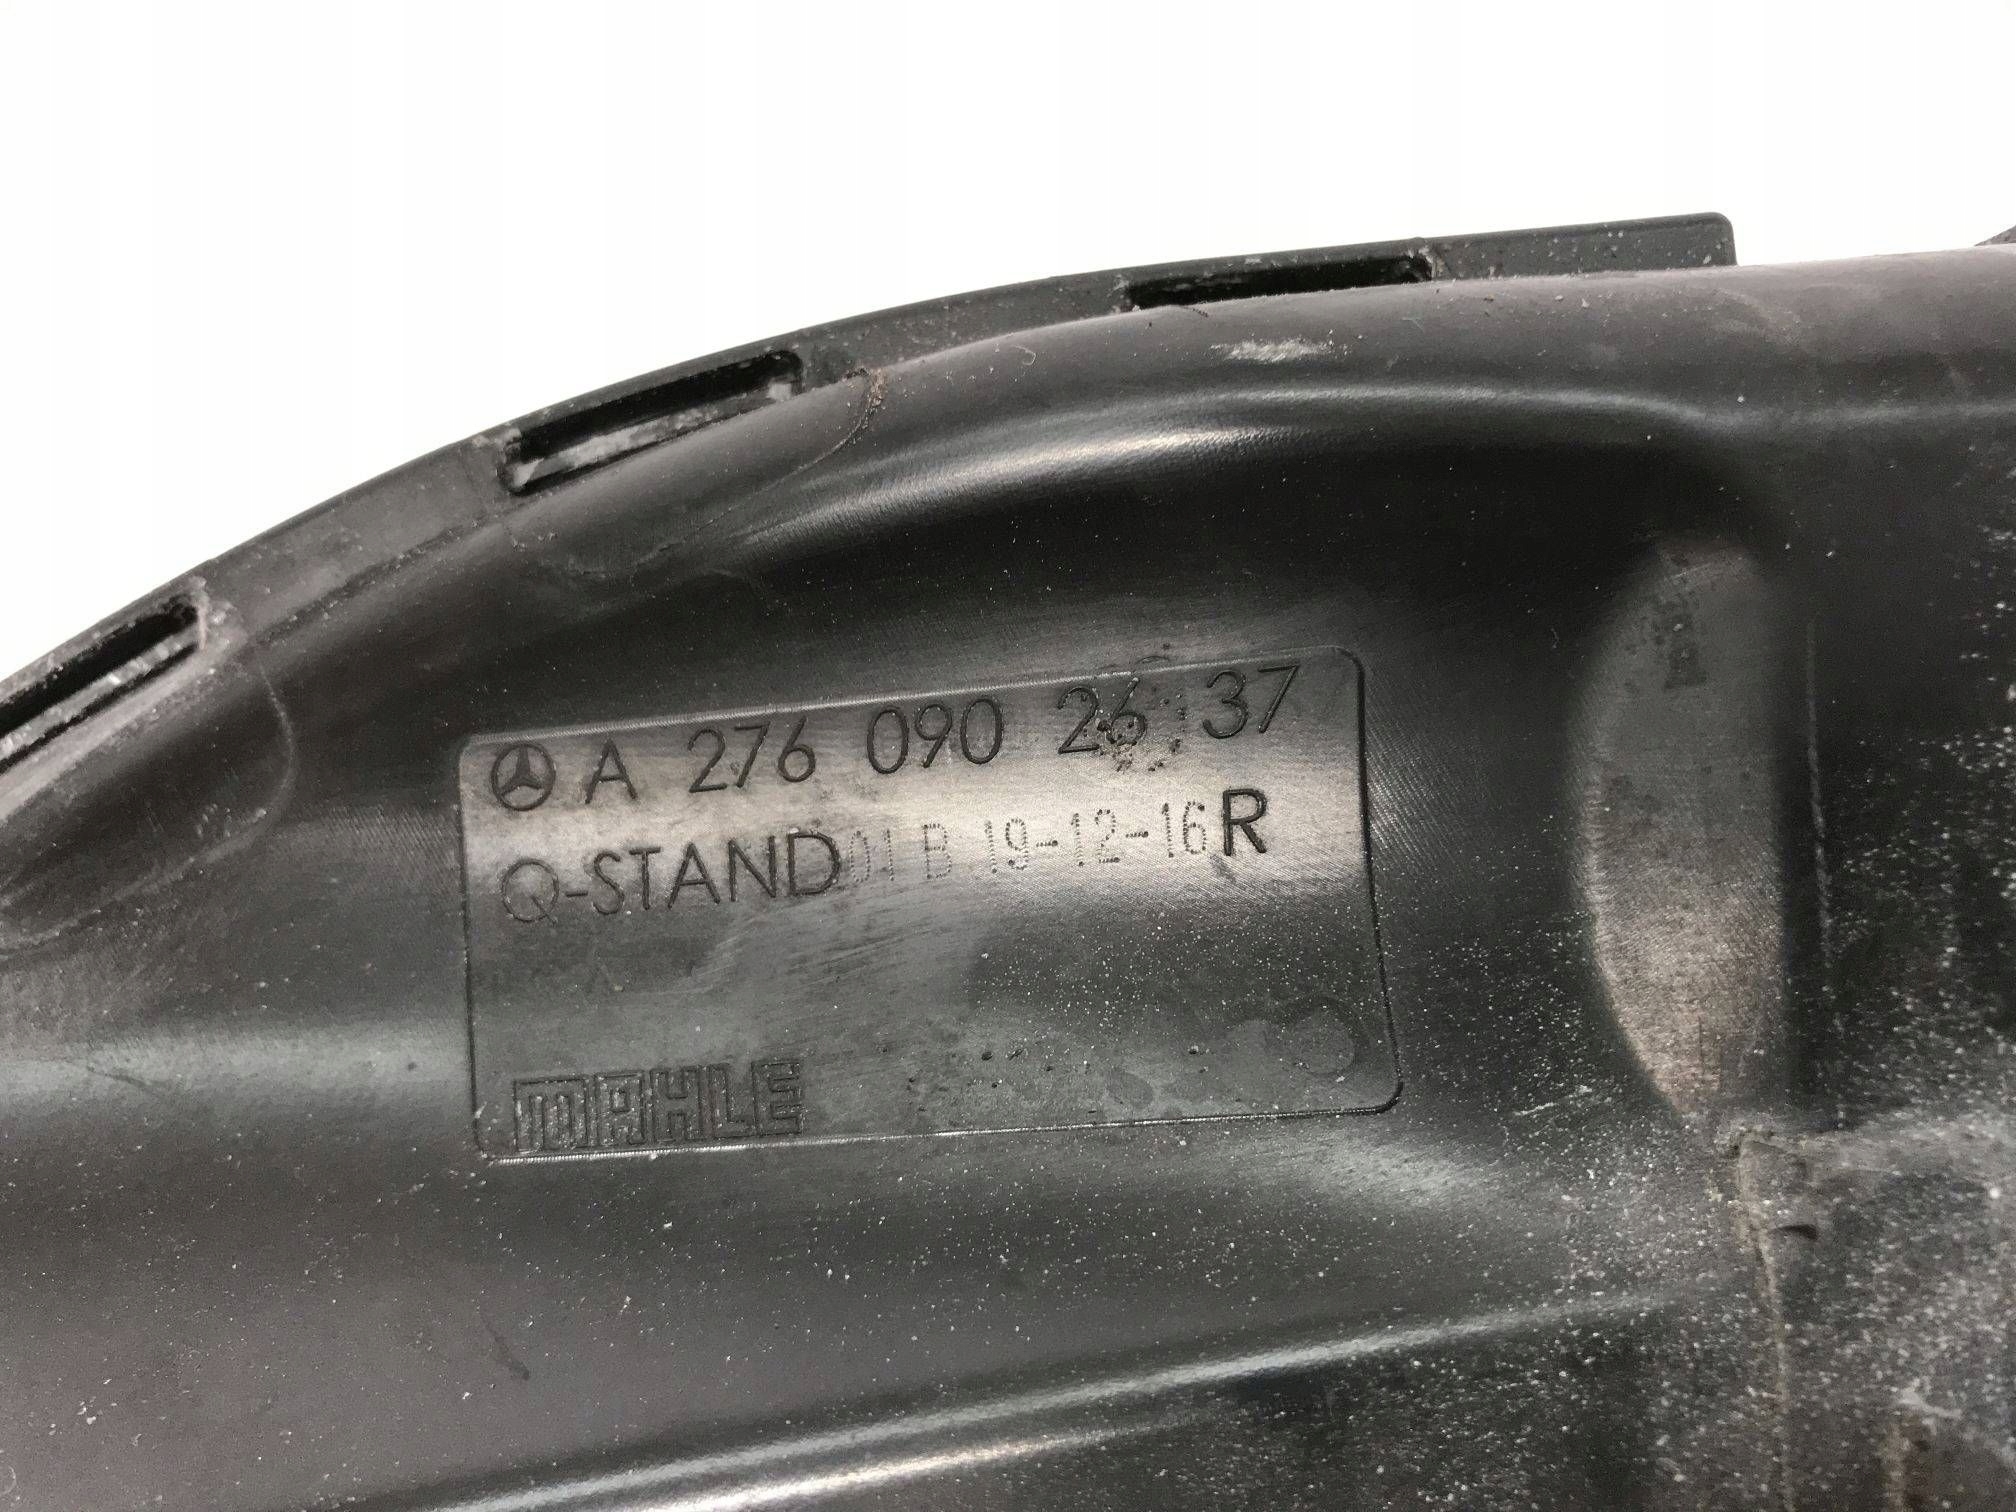 A 276 090 26 37
Q-STAND 01 B 19-12-16 R
MAHLE